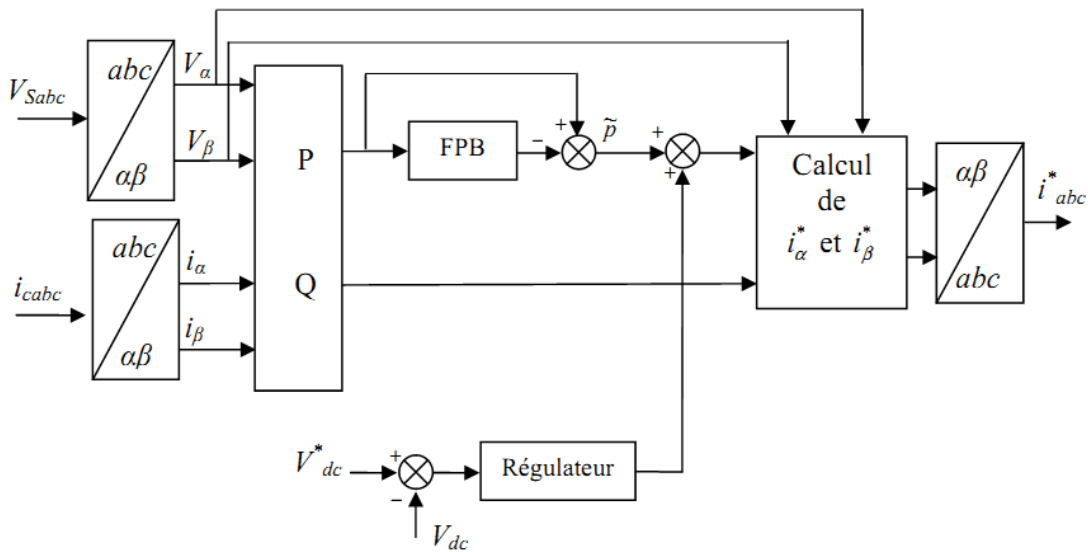 V_Sabc
abc
αβ
V_α
V_β
i_cabc
abc
αβ
i_α
i_β
P
Q
FPB
+
−
p̃
+
+
Calcul
de
i*_α et i*_β
αβ
abc
i*_abc
V*_dc
+
−
V_dc
Régulateur